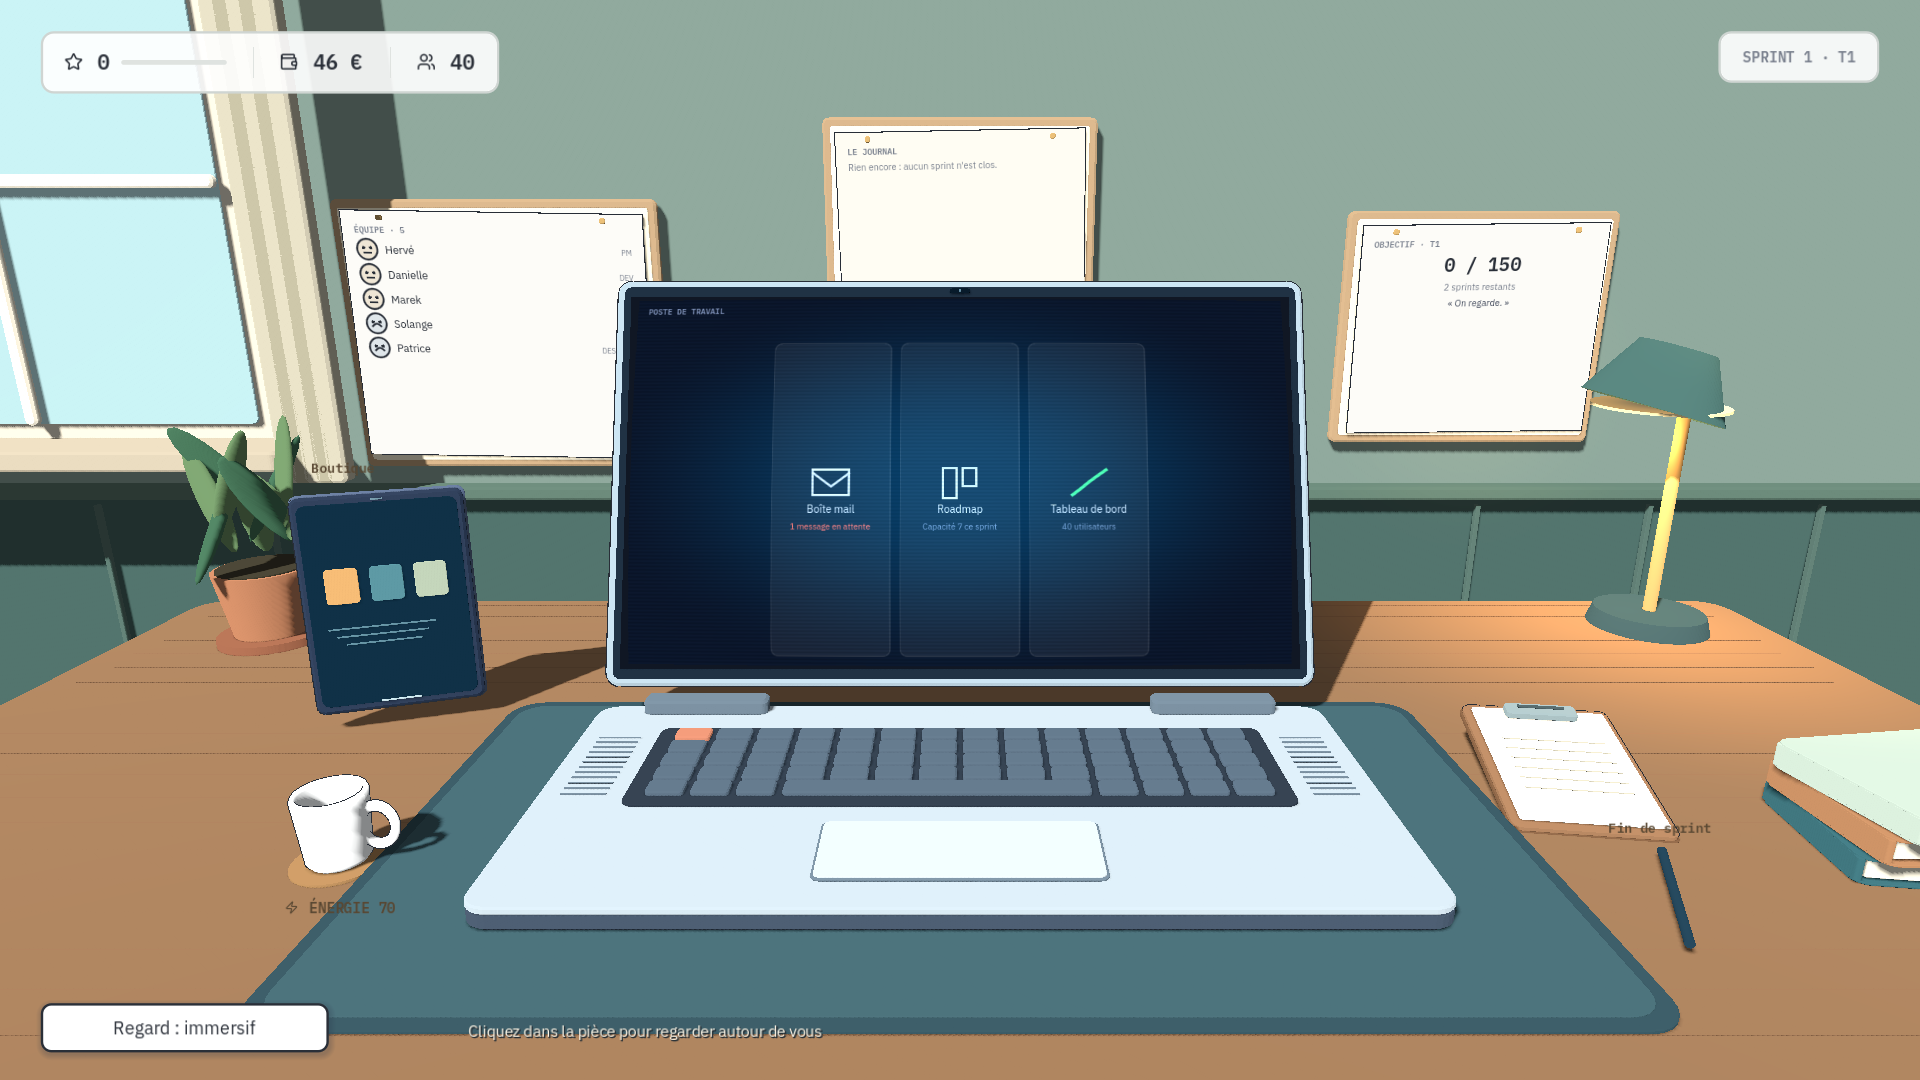 0
46 €
40
SPRINT 1 · T1
LE JOURNAL
Rien encore : aucun sprint n'est clos.
ÉQUIPE · 5
Hervé
PM
Danielle
DEV
Marek
Solange
Patrice
DES
OBJECTIF · T1
0 / 150
2 sprints restants
« On regarde. »
POSTE DE TRAVAIL
Boîte mail
1 message en attente
Roadmap
Capacité 7 ce sprint
Tableau de bord
40 utilisateurs
Boutique
Fin de sprint
ÉNERGIE 70
Regard : immersif
Cliquez dans la pièce pour regarder autour de vous